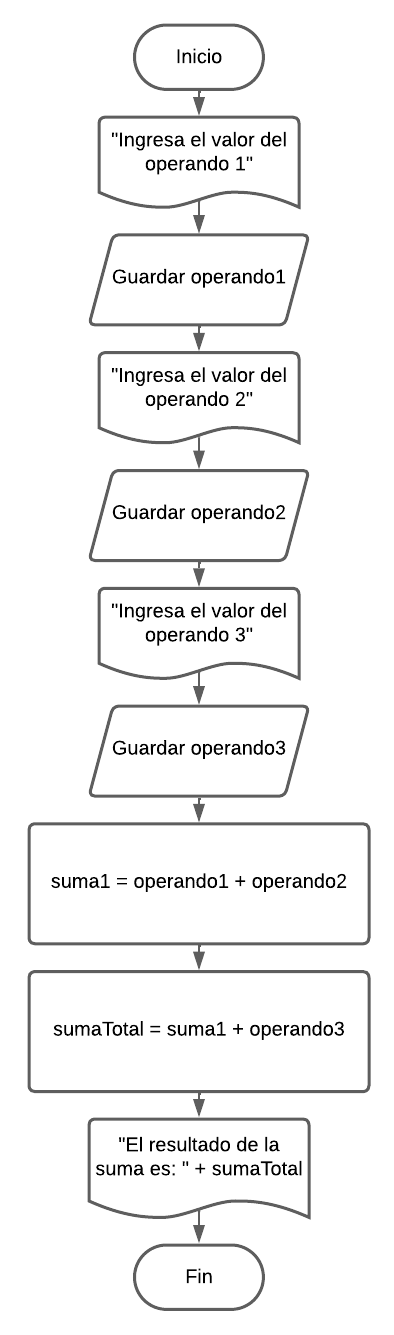 Inicio
"Ingresa el valor del
operando 1"
Guardar operando1
"Ingresa el valor del
operando 2"
Guardar operando2
"Ingresa el valor del
operando 3"
Guardar operando3
suma1 = operando1 + operando2
sumaTotal = suma1 + operando3
"El resultado de la
suma es: " + sumaTotal
Fin